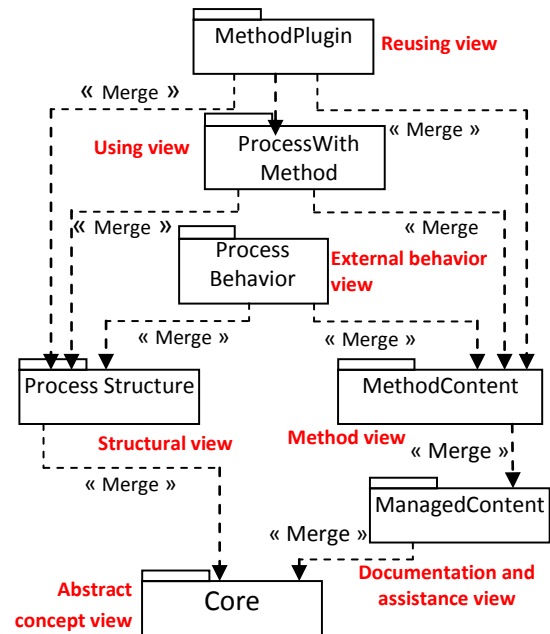 MethodPlugin
Reusing view
« Merge »
« Merge »
Using view
ProcessWith
Method
« Merge »
« Merge
Process
Behavior
External behavior
view
« Merge »
« Merge »
Process Structure
MethodContent
Structural view
Method view
« Merge »
« Merge »
ManagedContent
« Merge »
Documentation and
assistance view
Abstract
concept view
Core